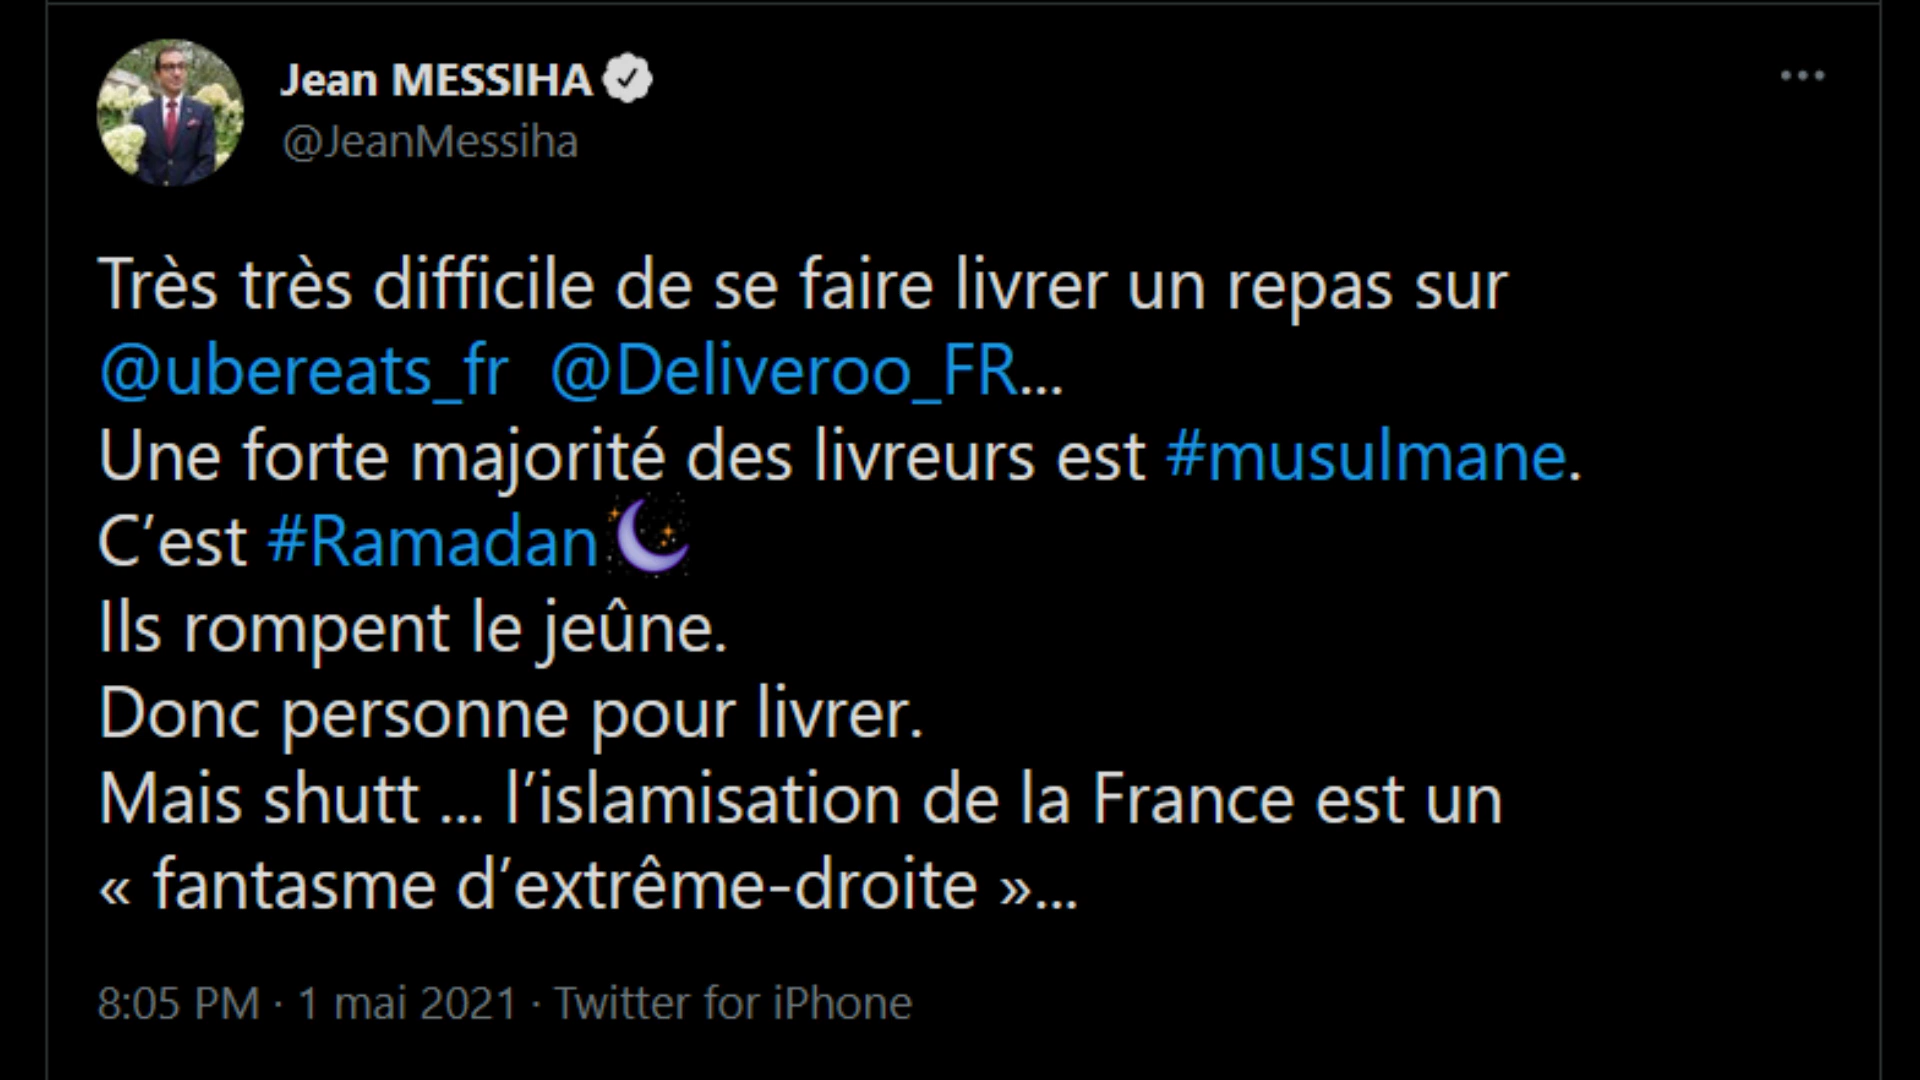 Jean MESSIHA
@JeanMessiha
Très très difficile de se faire livrer un repas sur
@ubereats_fr @Deliveroo_FR...
Une forte majorité des livreurs est #musulmane.
C’est #Ramadan🌙
Ils rompent le jeûne.
Donc personne pour livrer.
Mais shutt ... l’islamisation de la France est un
« fantasme d’extrême-droite »...
8:05 PM · 1 mai 2021 · Twitter for iPhone